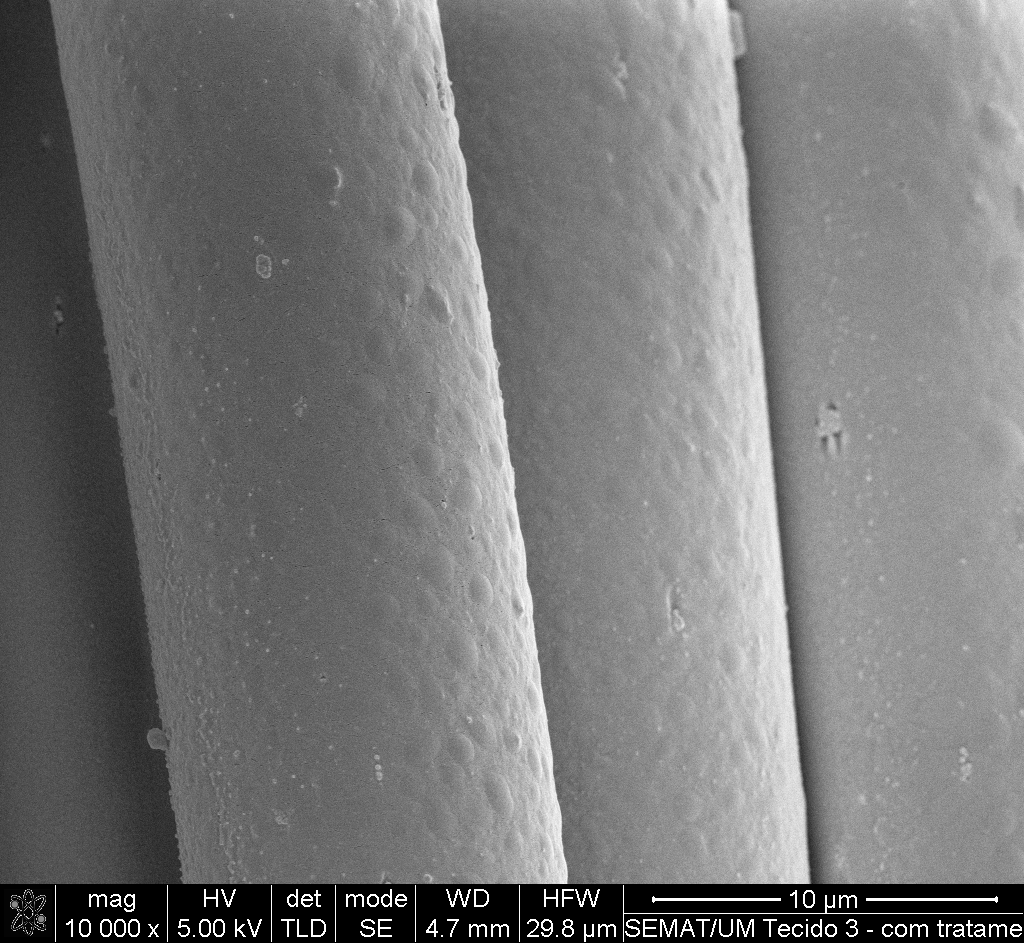 mag HV det mode WD HFW 10 µm
10 000 x 5.00 kV TLD SE 4.7 mm 29.8 µm SEMAT/UM Tecido 3 - com tratame